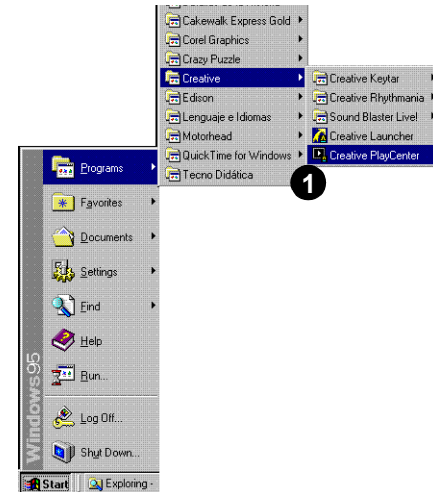 Cakewalk Express Gold
Corel Graphics
Crazy Puzzle
Creative
Edison
Lenguaje e Idiomas
Motorhead
QuickTime for Windows
Tecno Didática
Creative Keytar
Creative Rhythmania
Sound Blaster Live!
Creative Launcher
Creative PlayCenter
1
Programs
Favorites
Documents
Settings
Find
Help
Run...
Log Off...
Shut Down...
Windows95
Start
Exploring -